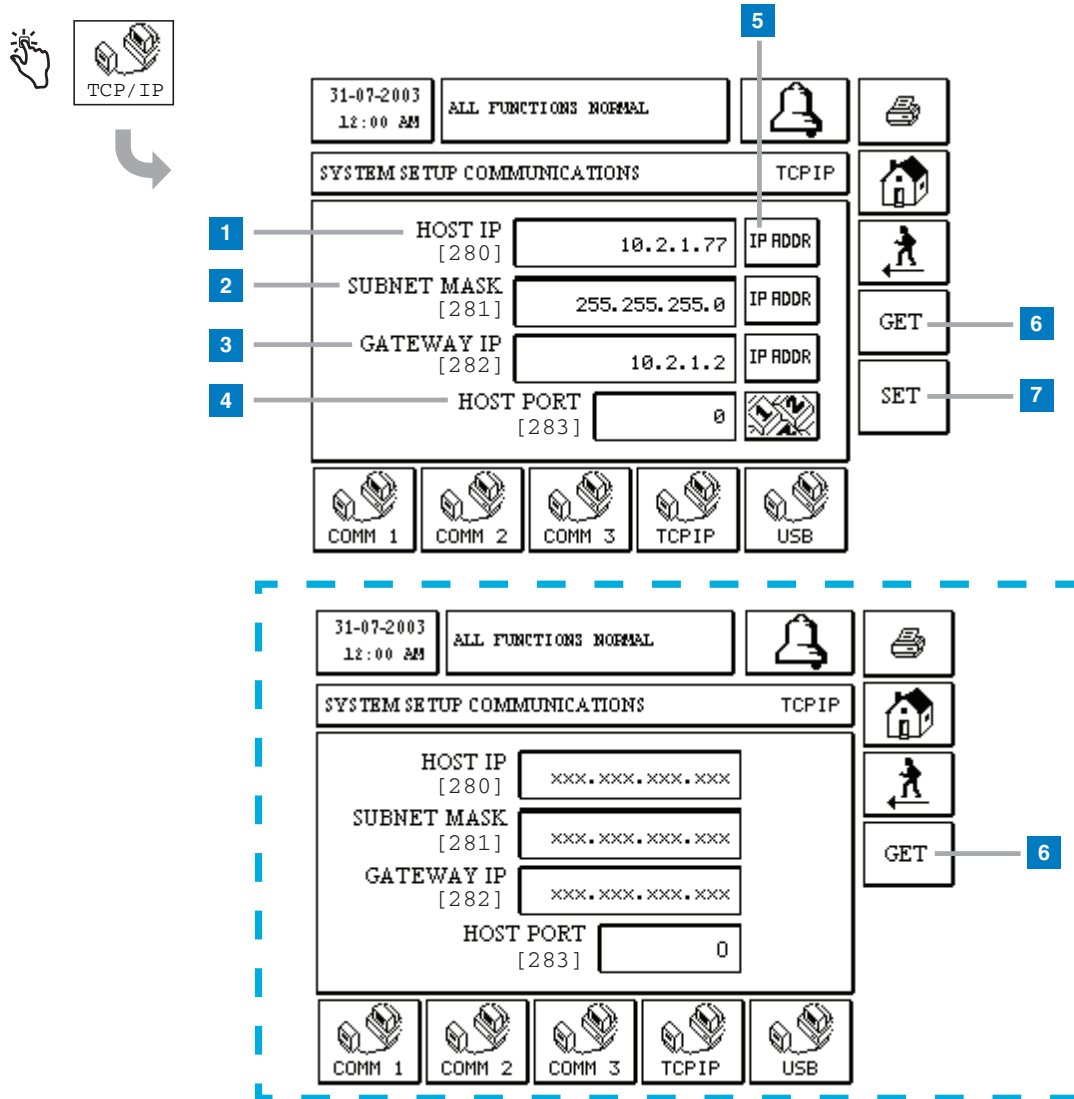 5
TCP/IP
31-07-2003
12:00 AM
ALL FUNCTIONS NORMAL
SYSTEM SETUP COMMUNICATIONS TCPIP
1 HOST IP
[280]
10.2.1.77 IP ADDR
2 SUBNET MASK
[281]
255.255.255.0 IP ADDR
GET 6
3 GATEWAY IP
[282]
10.2.1.2 IP ADDR
4 HOST PORT
[283]
0
1 2
SET 7
COMM 1 COMM 2 COMM 3 TCPIP USB
31-07-2003
12:00 AM
ALL FUNCTIONS NORMAL
SYSTEM SETUP COMMUNICATIONS TCPIP
HOST IP
[280]
xxx.xxx.xxx.xxx
SUBNET MASK
[281]
xxx.xxx.xxx.xxx
GET 6
GATEWAY IP
[282]
xxx.xxx.xxx.xxx
HOST PORT
[283]
0
COMM 1 COMM 2 COMM 3 TCPIP USB